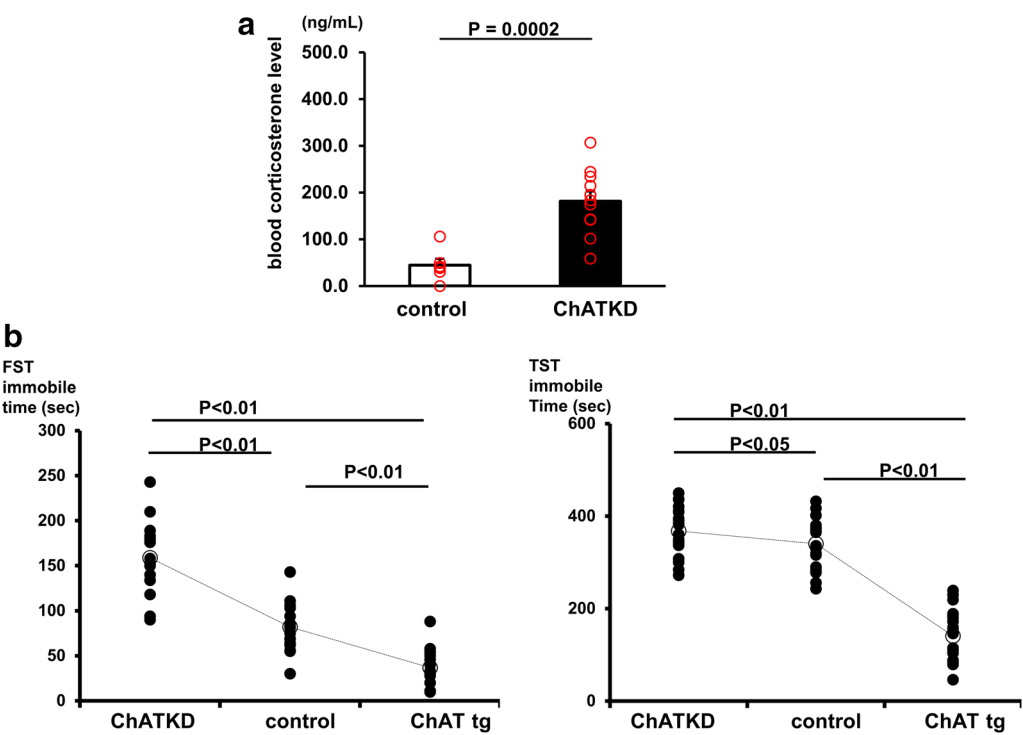 a
(ng/mL)
P = 0.0002
blood corticosterone level
500.0
400.0
300.0
200.0
100.0
0.0
control
ChATKD
b
FST
immobile
time (sec)
P<0.01
P<0.01
P<0.01
300
250
200
150
100
50
0
ChATKD
control
ChAT tg
TST
immobile
Time (sec)
P<0.01
P<0.05
P<0.01
600
400
200
0
ChATKD
control
ChAT tg